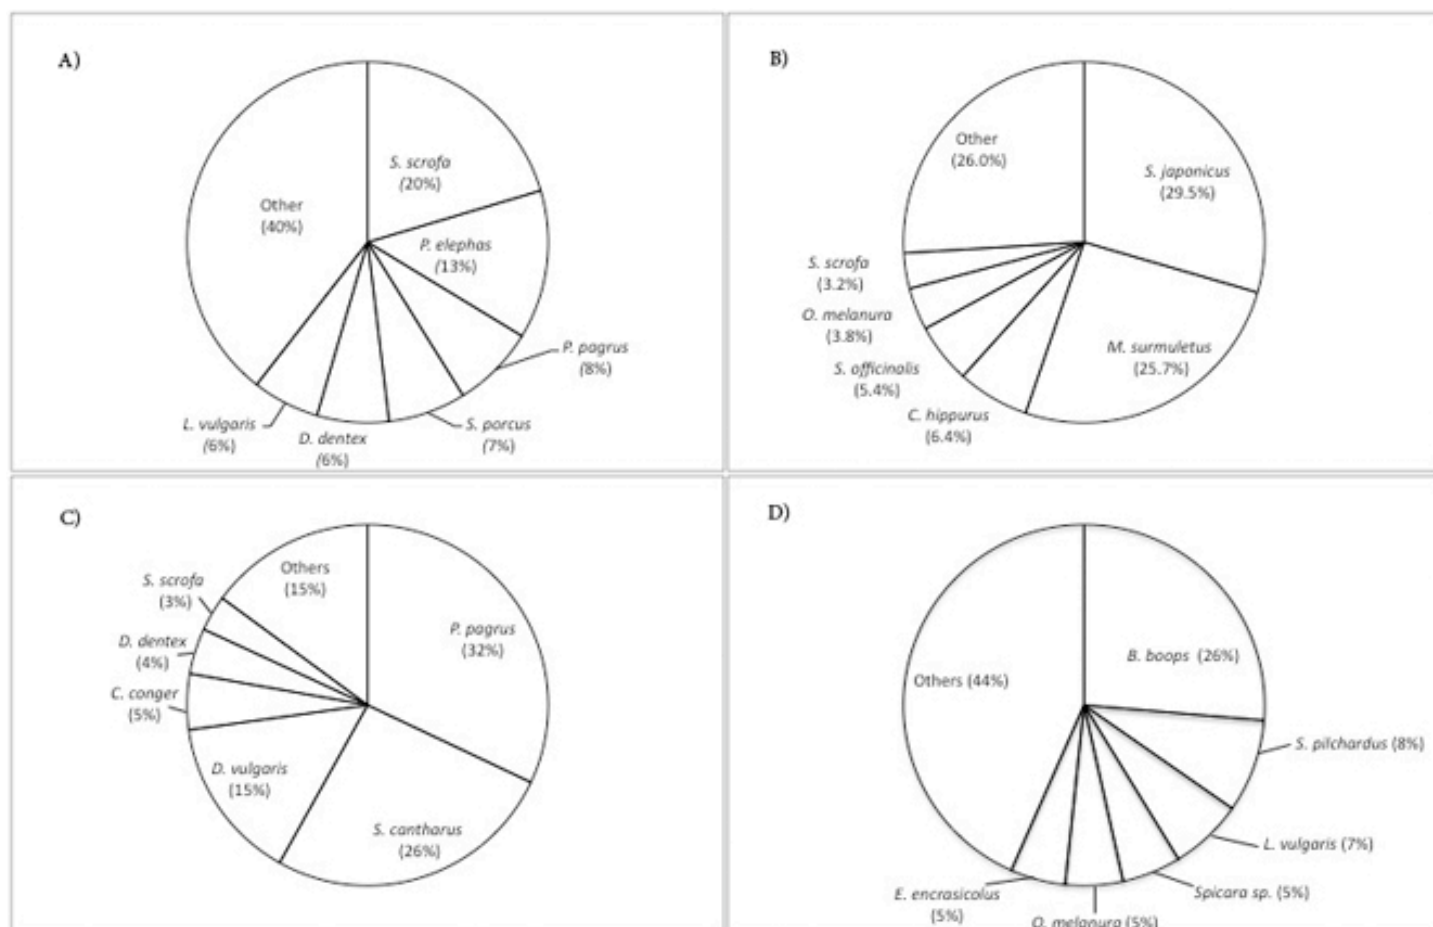 A)
S. scrofa
(20%)
P. elephas
(13%)
P. pagrus
(8%)
S. porcus
(7%)
D. dentex
(6%)
L. vulgaris
(6%)
Other
(40%)
B)
S. japonicus
(29.5%)
M. surmuletus
(25.7%)
C. hippurus
(6.4%)
S. officinalis
(5.4%)
O. melanura
(3.8%)
S. scrofa
(3.2%)
Other
(26.0%)
C)
P. pagrus
(32%)
S. cantharus
(26%)
D. vulgaris
(15%)
C. conger
(5%)
D. dentex
(4%)
S. scrofa
(3%)
Others
(15%)
D)
B. boops (26%)
S. pilchardus (8%)
L. vulgaris (7%)
Spicara sp. (5%)
O. melanura (5%)
E. encrasicolus
(5%)
Others (44%)